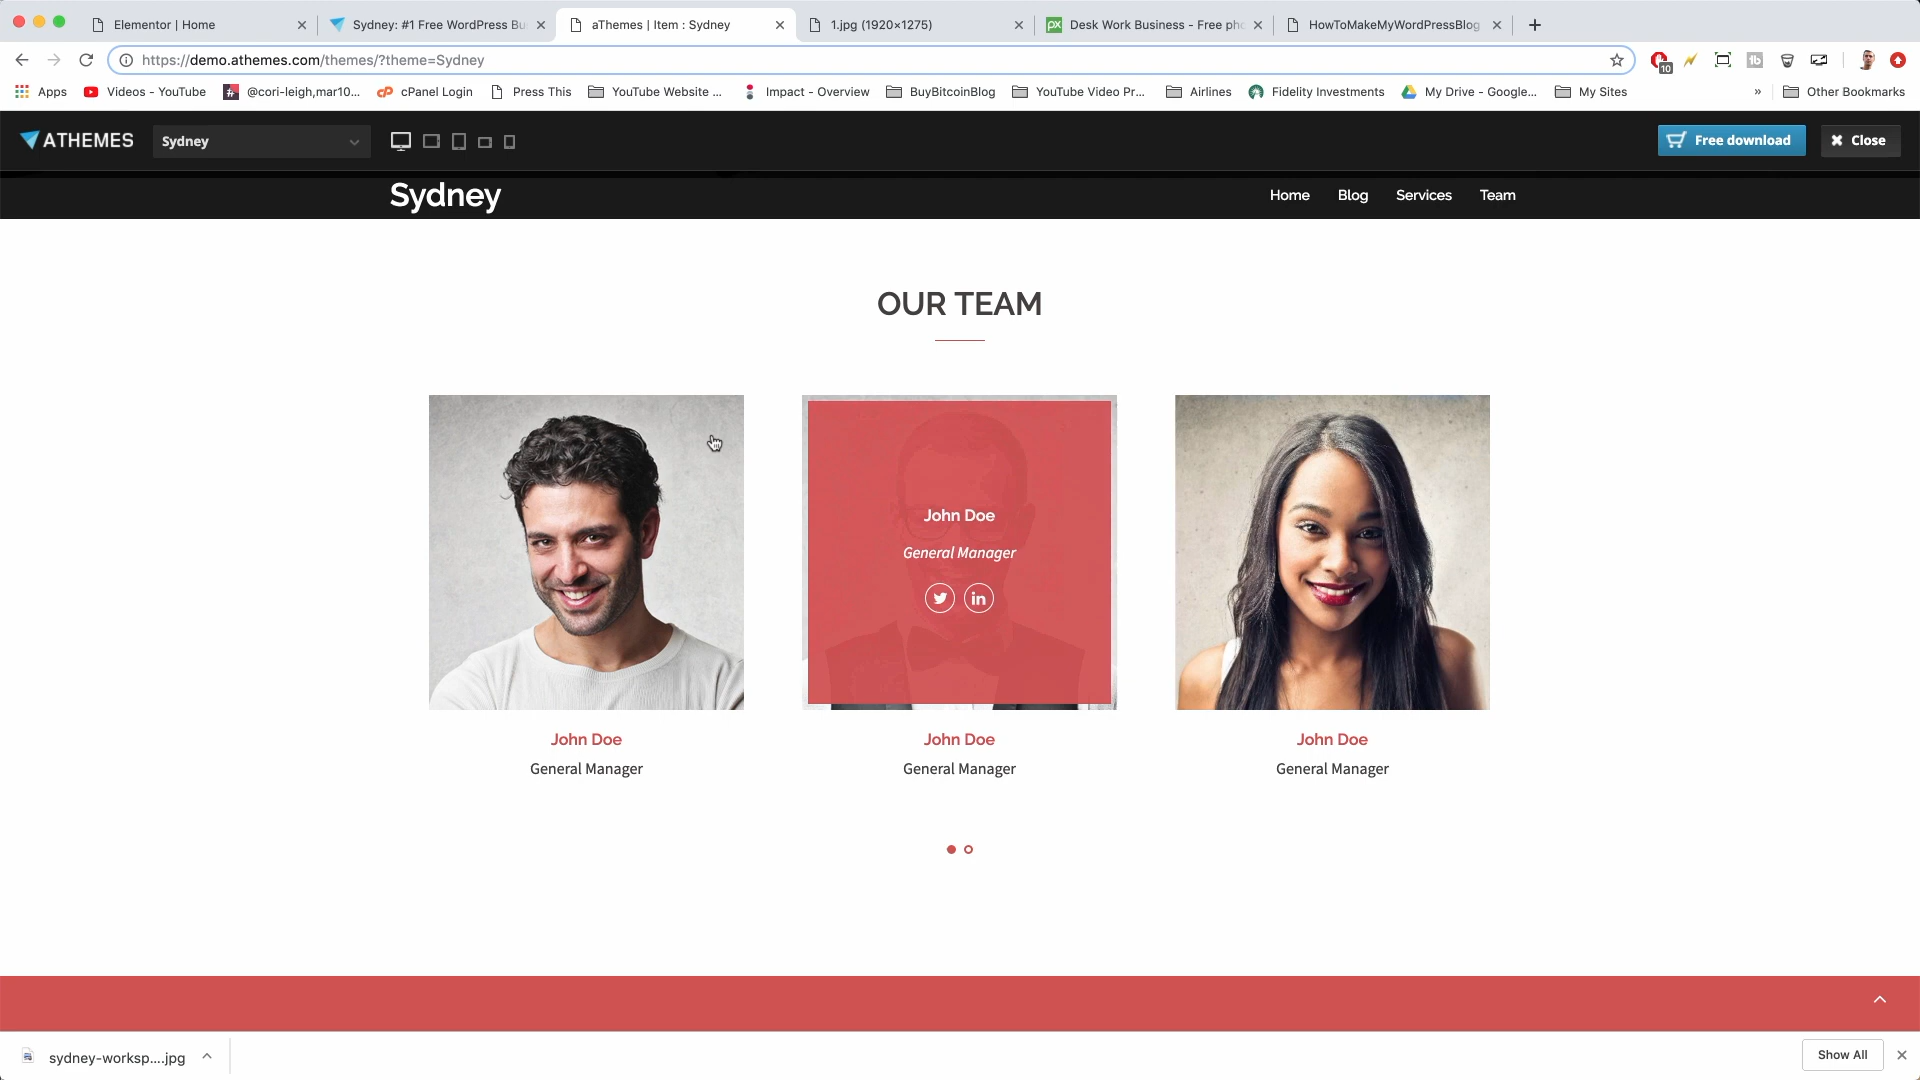 Elementor | Home
Sydney: #1 Free WordPress Bu
aThemes | Item : Sydney
1.jpg (1920×1275)
Desk Work Business - Free pho
HowToMakeMyWordPressBlog
https://demo.athemes.com/themes/?theme=Sydney
10
Apps
Videos - YouTube
@cori-leigh,mar10...
cPanel Login
Press This
YouTube Website ...
Impact - Overview
BuyBitcoinBlog
YouTube Video Pr...
Airlines
Fidelity Investments
My Drive - Google...
My Sites
»
Other Bookmarks
ATHEMES
Sydney
Free download
Close
Sydney
Home
Blog
Services
Team
OUR TEAM
John Doe
General Manager
John Doe
General Manager
John Doe
General Manager
John Doe
General Manager
sydney-worksp....jpg
Show All